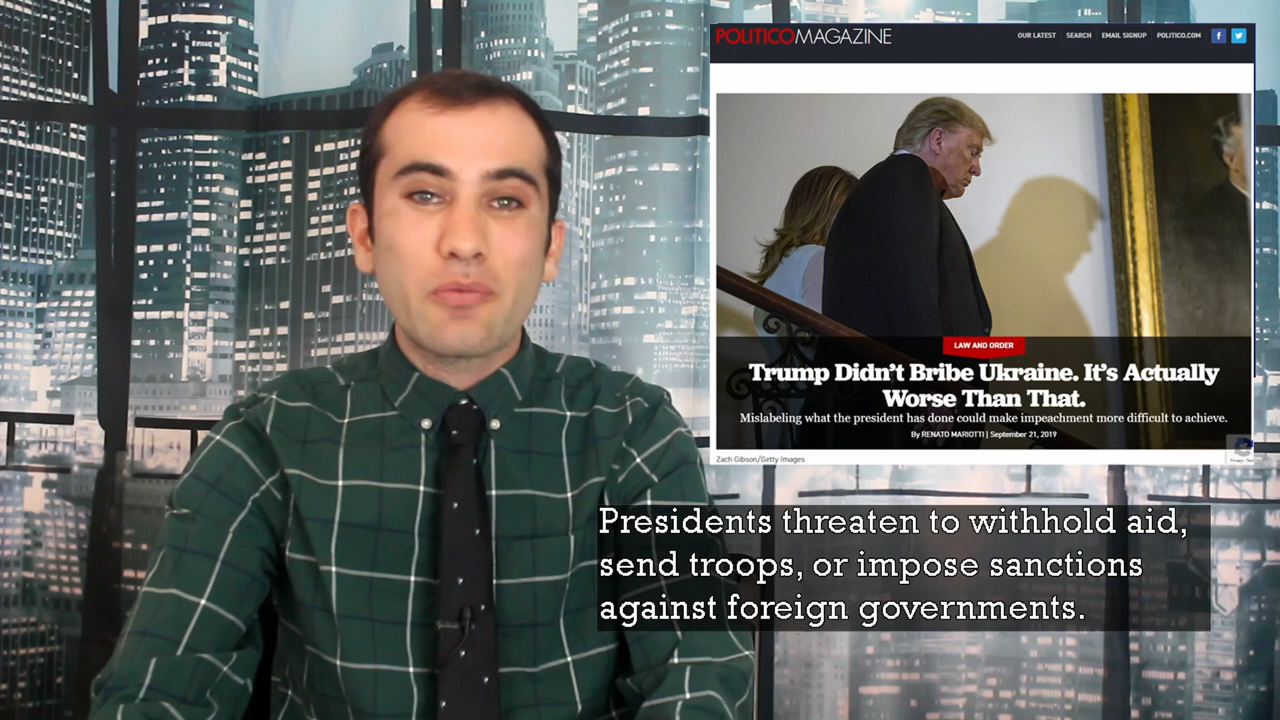 POLITICOMAGAZINE
OUR LATEST SEARCH EMAIL SIGNUP POLITICO.COM
LAW AND ORDER
Trump Didn't Bribe Ukraine. It's Actually
Worse Than That.
Mislabeling what the president has done could make impeachment more difficult to achieve.
By RENATO MARIOTTI | September 21, 2019
Zach Gibson/Getty Images
Presidents threaten to withhold aid,
send troops, or impose sanctions
against foreign governments.